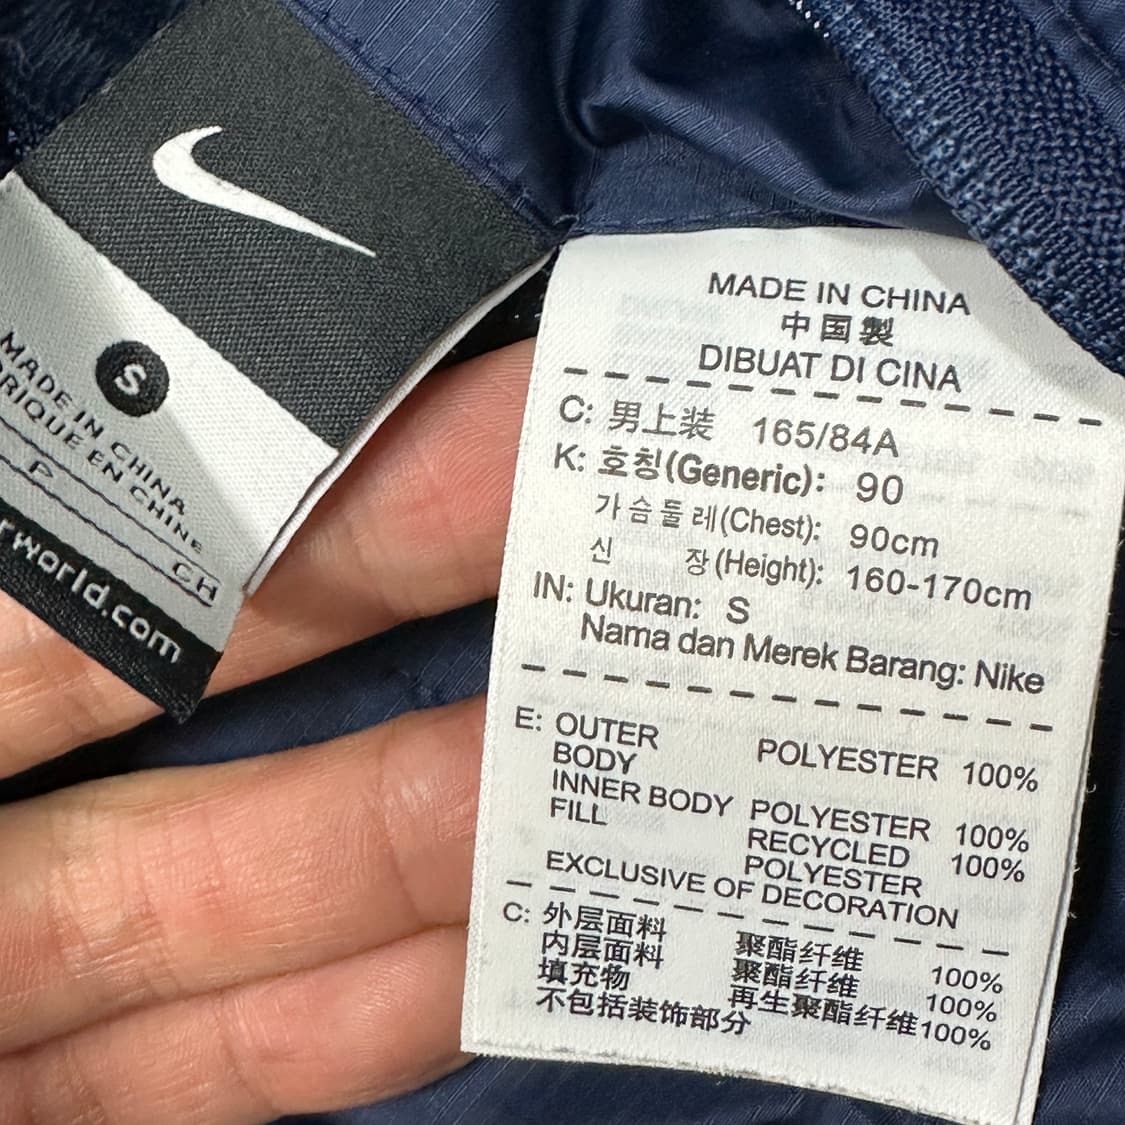 S
MADE IN CHINA
RIQUE EN CHINE
P
CH
rworld.com
MADE IN CHINA
中国製
DIBUAT DI CINA
C: 男上装 165/84A
K: 호칭(Generic): 90
가슴둘레(Chest): 90cm
신 장(Height): 160-170cm
IN: Ukuran: S
Nama dan Merek Barang: Nike
E: OUTER
BODY POLYESTER 100%
INNER BODY POLYESTER 100%
FILL RECYCLED 100%
POLYESTER
EXCLUSIVE OF DECORATION
C: 外层面料 聚酯纤维 100%
内层面料 聚酯纤维 100%
填充物 再生聚酯纤维 100%
不包括装饰部分